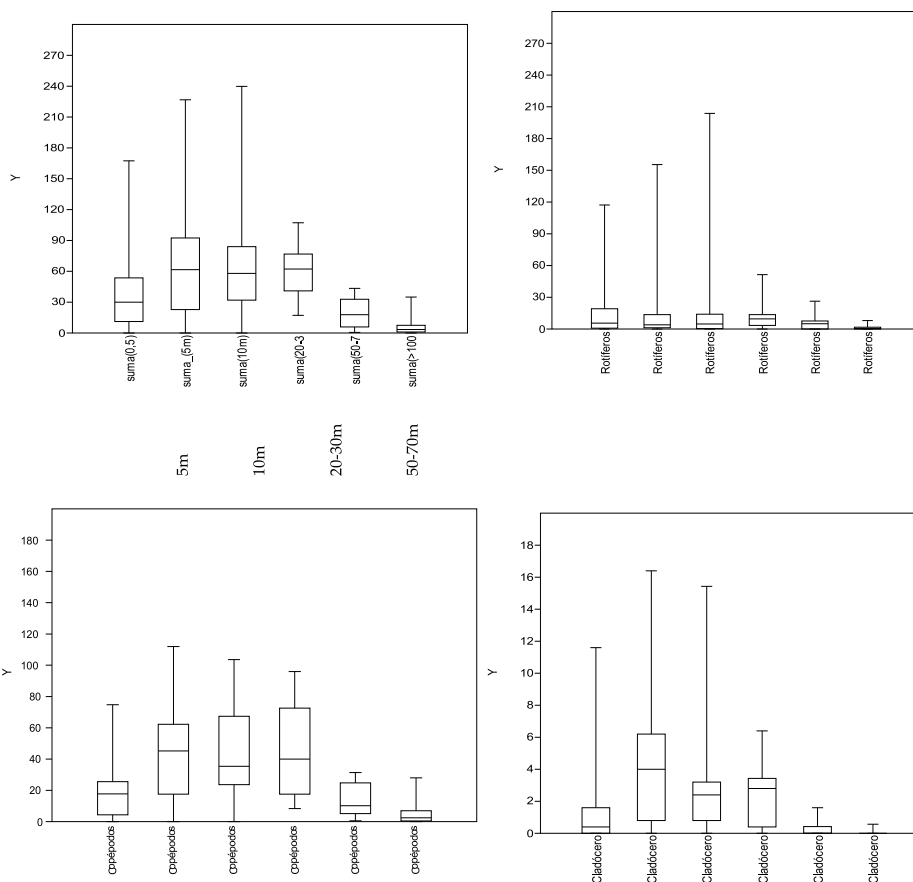 270
240
210
180
150
120
90
60
30
0
Y
suma(0,5)
suma_(5m)
suma(10m)
suma(20-3
suma(50-7
suma(>100
270
240
210
180
150
120
90
60
30
0
Y
Rotíferos
Rotíferos
Rotíferos
Rotíferos
Rotíferos
Rotíferos
5m
10m
20-30m
50-70m
180
160
140
120
100
80
60
40
20
0
Y
copépodos
copépodos
copépodos
copépodos
copépodos
copépodos
18
16
14
12
10
8
6
4
2
0
Y
Cladócero
Cladócero
Cladócero
Cladócero
Cladócero
Cladócero